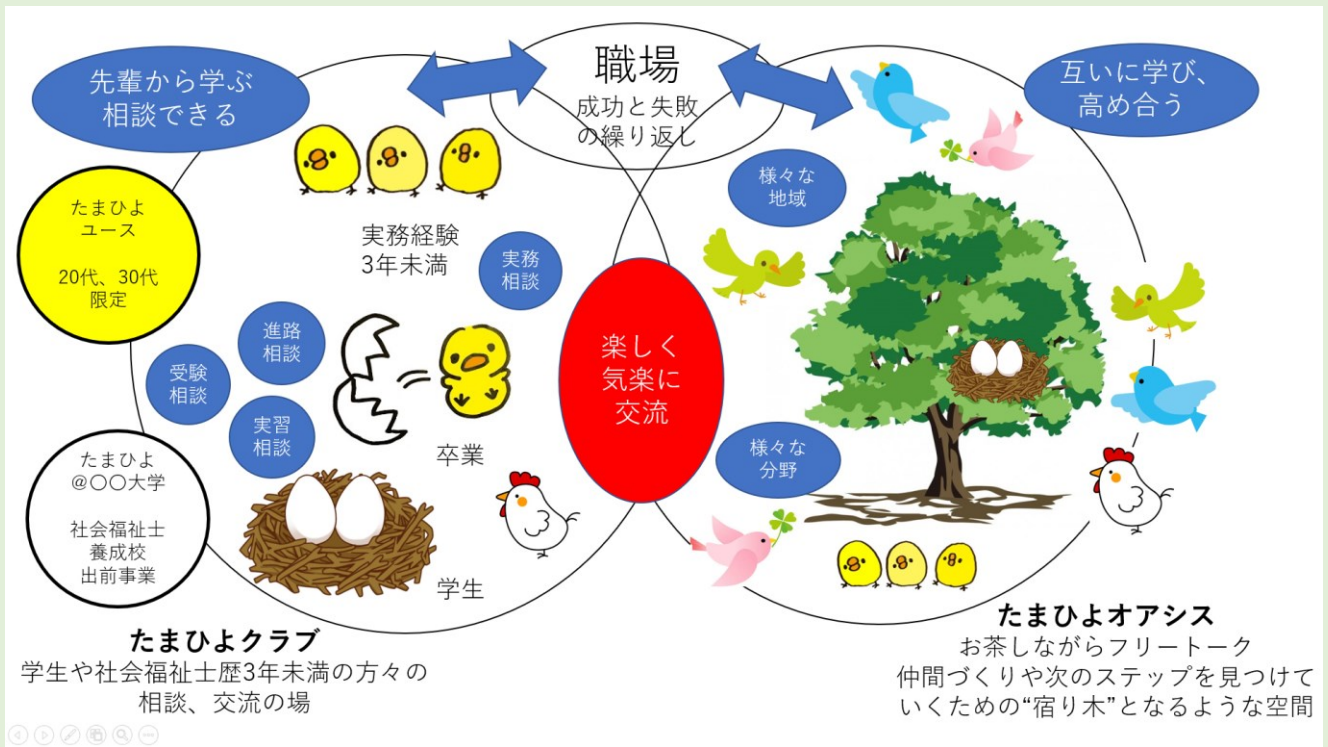 先輩から学ぶ
相談できる
職場
成功と失敗
の繰り返し
互いに学び、
高め合う
たまひよ
ユース
20代、30代
限定
実務経験
3年未満
実務
相談
進路
相談
受験
相談
実習
相談
卒業
学生
たまひよ
@〇〇大学
社会福祉士
養成校
出前事業
楽しく
気楽に
交流
様々な
地域
様々な
分野
たまひよクラブ
学生や社会福祉士歴3年未満の方々の
相談、交流の場
たまひよオアシス
お茶しながらフリートーク
仲間づくりや次のステップを見つけて
いくための“宿り木”となるような空間